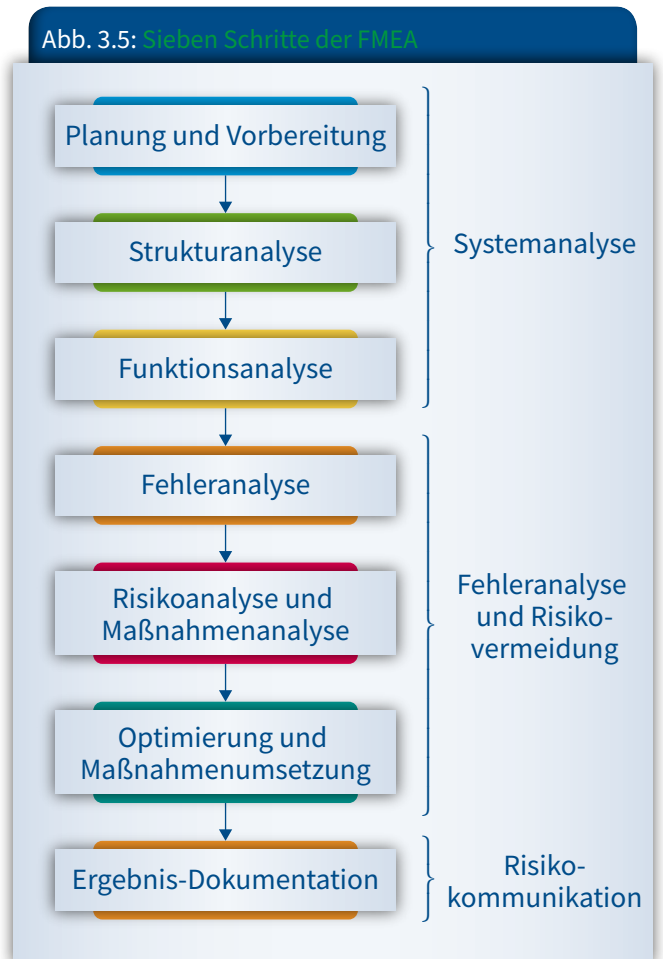 Abb. 3.5: Sieben Schritte der FMEA
Planung und Vorbereitung
Strukturanalyse
Funktionsanalyse
Systemanalyse
Fehleranalyse
Risikoanalyse und
Maßnahmenanalyse
Optimierung und
Maßnahmenumsetzung
Fehleranalyse
und Risiko-
vermeidung
Ergebnis-Dokumentation
Risiko-
kommunikation